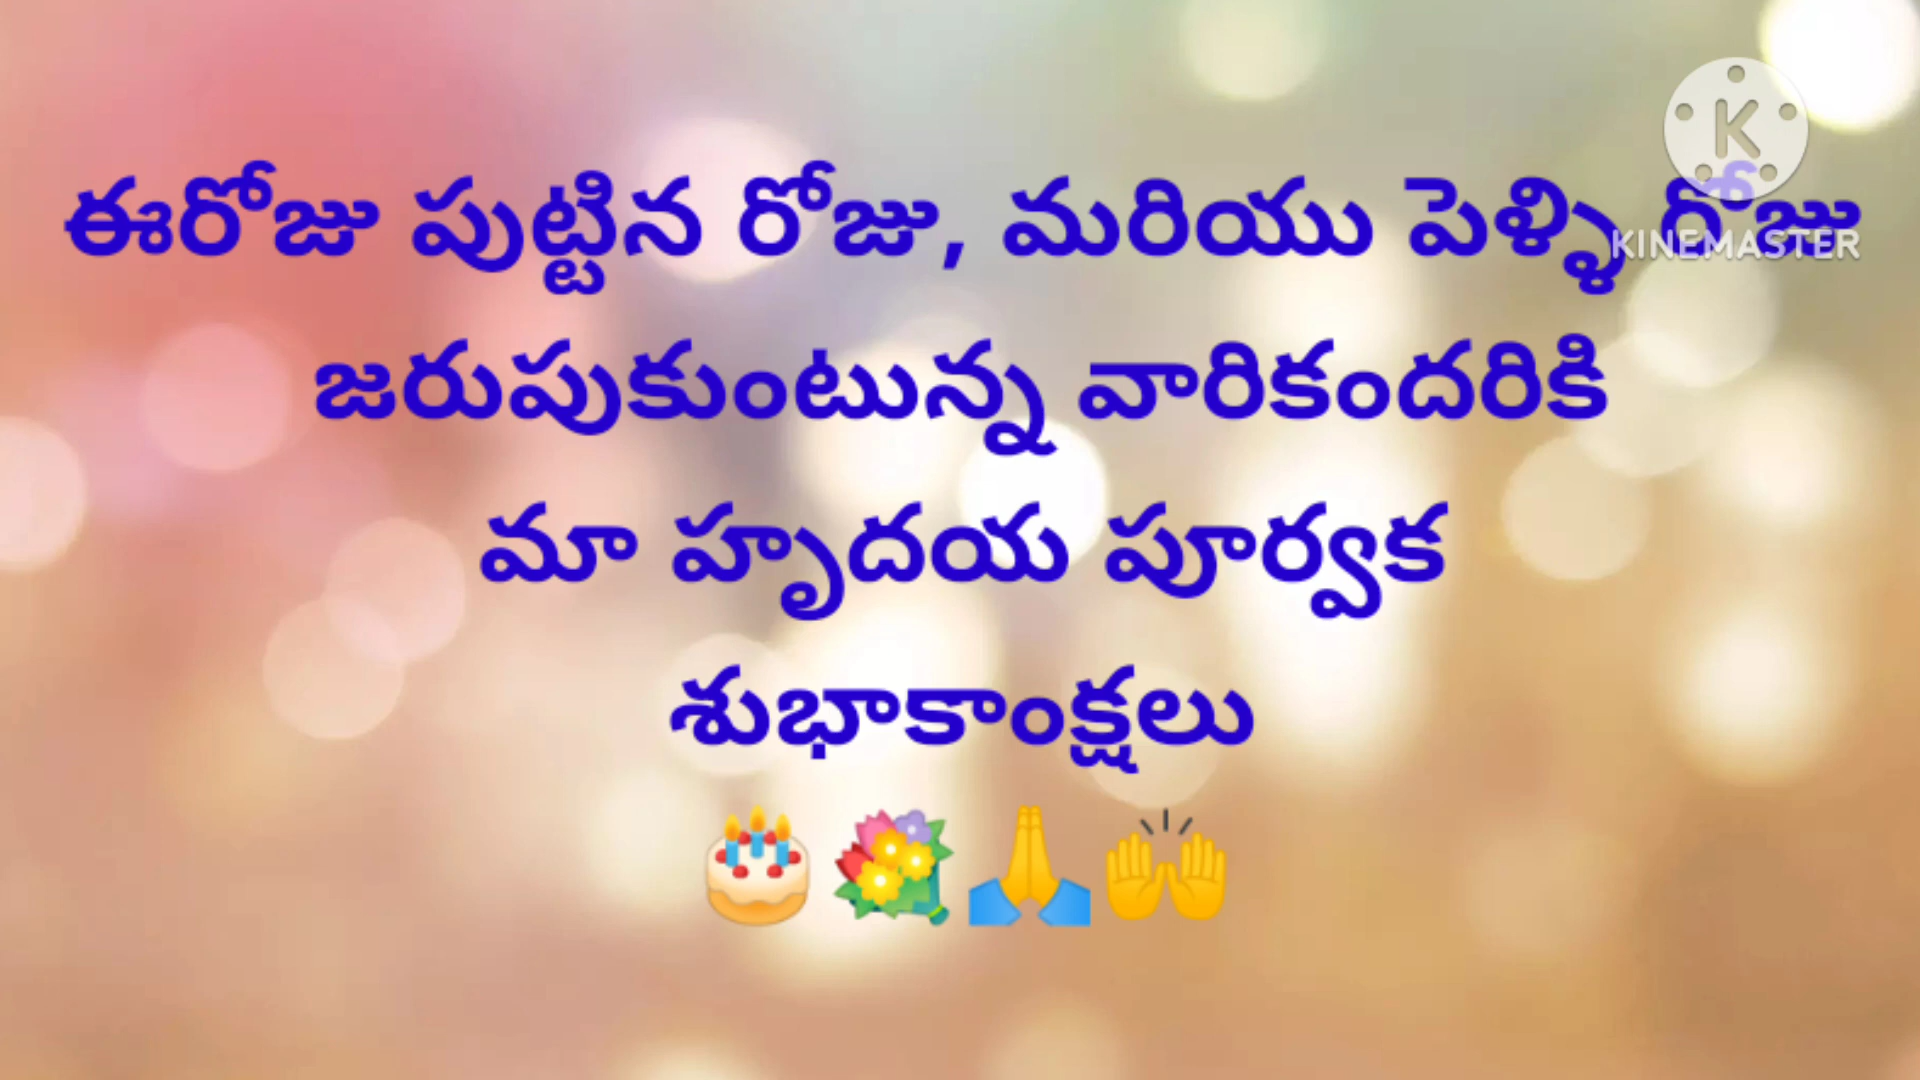 ఈరోజు పుట్టిన రోజు, మరియు పెళ్ళి రోజు
జరుపుకుంటున్న వారికందరికి
మా హృదయ పూర్వక
శుభాకాంక్షలు
🎂💐🙏🙌
K
KINEMASTER